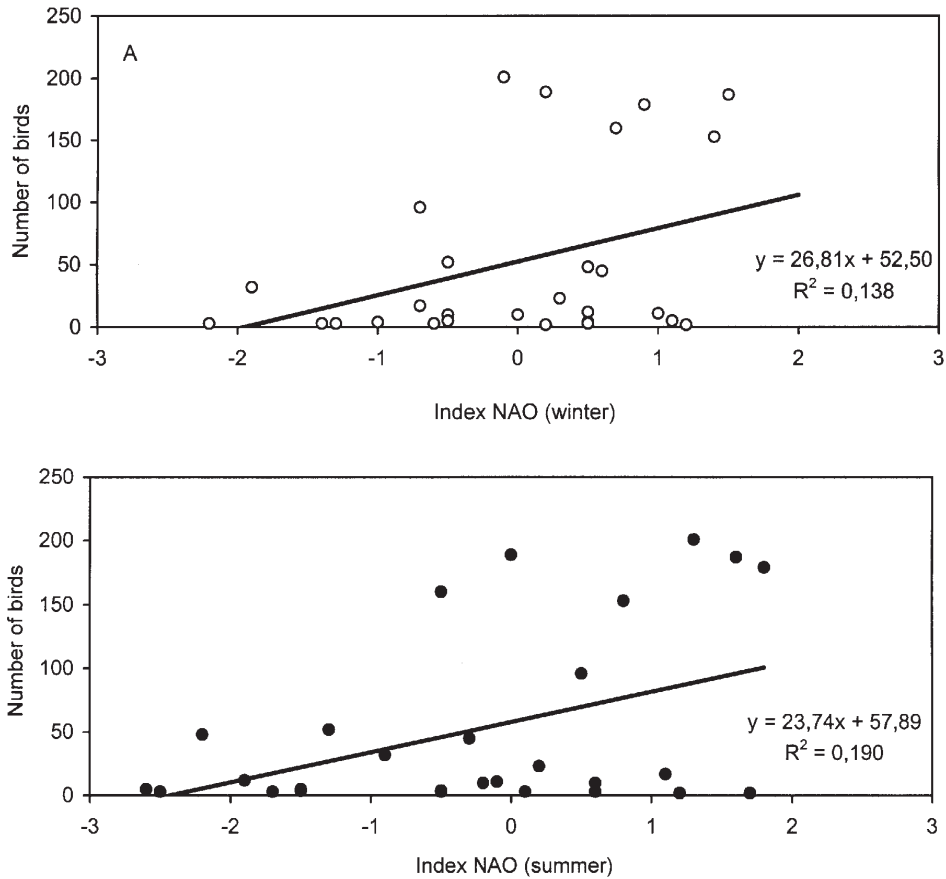 250
A
200
150
100
50
0
Number of birds
y = 26,81x + 52,50
R² = 0,138
-3 -2 -1 0 1 2 3
Index NAO (winter)
250
200
150
100
50
0
Number of birds
y = 23,74x + 57,89
R² = 0,190
-3 -2 -1 0 1 2 3
Index NAO (summer)